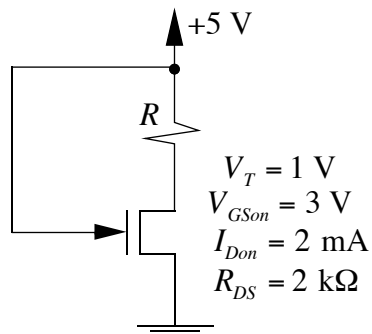 +5 V
R
V_T = 1 V
V_GSon = 3 V
I_Don = 2 mA
R_DS = 2 kΩ